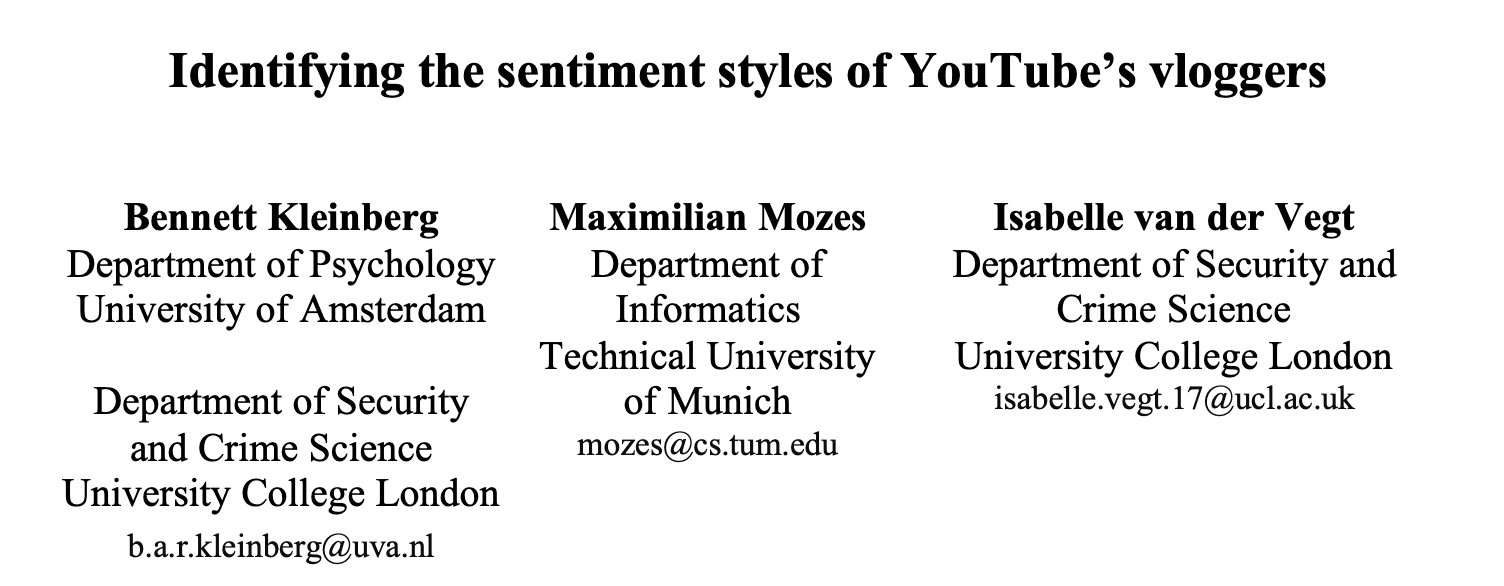 Identifying the sentiment styles of YouTube’s vloggers
Bennett Kleinberg
Department of Psychology
University of Amsterdam
Department of Security
and Crime Science
University College London
b.a.r.kleinberg@uva.nl
Maximilian Mozes
Department of
Informatics
Technical University
of Munich
mozes@cs.tum.edu
Isabelle van der Vegt
Department of Security and
Crime Science
University College London
isabelle.vegt.17@ucl.ac.uk